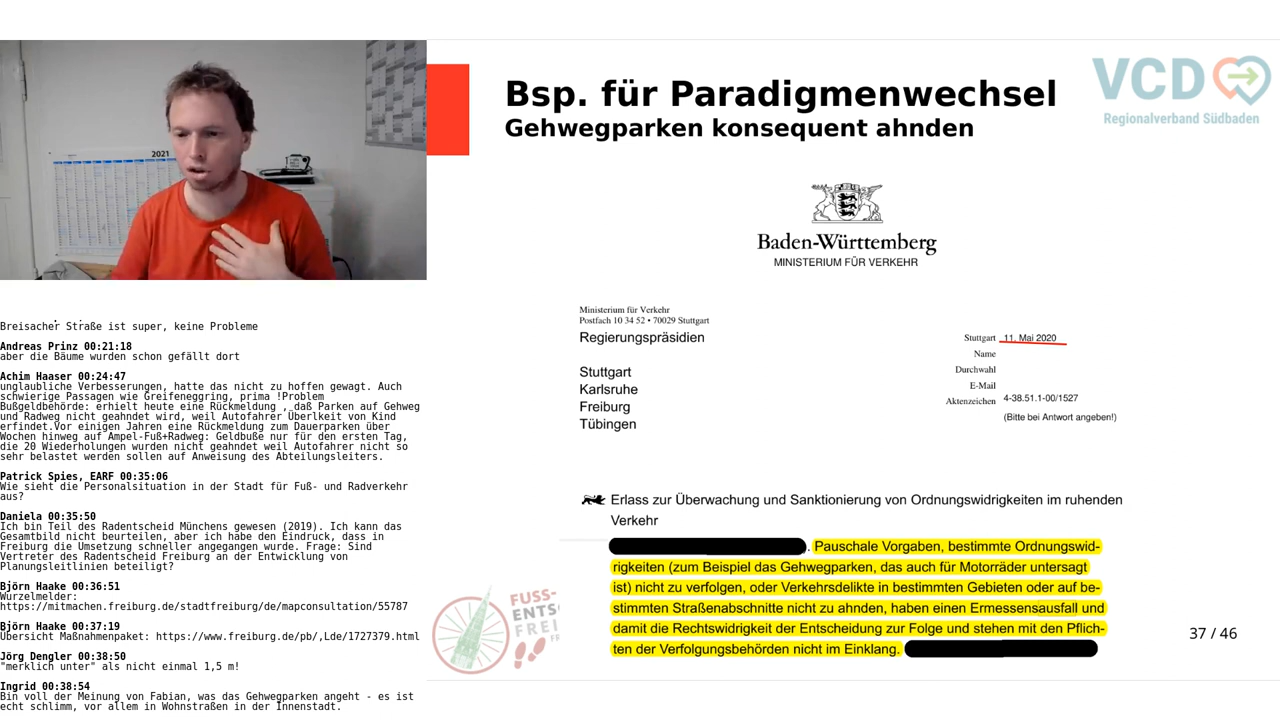 2021
Breisacher Straße ist super, keine Probleme
Andreas Prinz 00:21:18
aber die Bäume wurden schon gefällt dort
Achim Haaser 00:24:47
unglaubliche Verbesserungen, hatte das nicht zu hoffen gewagt. Auch
schwierige Passagen wie Greifeneggring, prima !Problem
Bußgeldbehörde: erhielt heute eine Rückmeldung , daß Parken auf Gehweg
und Radweg nicht geahndet wird, weil Autofahrer Überlkeit von Kind
erfindet.Vor einigen Jahren eine Rückmeldung zum Dauerparken über
Wochen hinweg auf Ampel-Fuß+Radweg: Geldbuße nur für den ersten Tag,
die 20 Wiederholungen wurden nicht geahndet weil Autofahrer nicht so
sehr belastet werden sollen auf Anweisung des Abteilungsleiters.
Patrick Spies, EARF 00:35:06
Wie sieht die Personalsituation in der Stadt für Fuß- und Radverkehr
aus?
Daniela 00:35:50
Ich bin Teil des Radentscheid Münchens gewesen (2019). Ich kann das
Gesamtbild nicht beurteilen, aber ich habe den Eindruck, dass in
Freiburg die Umsetzung schneller angegangen wurde. Frage: Sind
Vertreter des Radentscheid Freiburg an der Entwicklung von
Planungsleitlinien beteiligt?
Björn Haake 00:36:51
Wurzelmelder:
https://mitmachen.freiburg.de/stadtfreiburg/de/mapconsultation/55787
Björn Haake 00:37:19
Übersicht Maßnahmenpaket: https://www.freiburg.de/pb/,Lde/1727379.html
Jörg Dengler 00:38:50
"merklich unter" als nicht einmal 1,5 m!
Ingrid 00:38:54
Bin voll der Meinung von Fabian, was das Gehwegparken angeht - es ist
echt schlimm, vor allem in Wohnstraßen in der Innenstadt.
Bsp. für Paradigmenwechsel
Gehwegparken konsequent ahnden
VCD
Regionalverband Südbaden
Baden-Württemberg
MINISTERIUM FÜR VERKEHR
Ministerium für Verkehr
Postfach 10 34 52 • 70029 Stuttgart
Regierungspräsidien
Stuttgart
Karlsruhe
Freiburg
Tübingen
Stuttgart 11. Mai 2020
Name
Durchwahl
E-Mail
Aktenzeichen 4-38.51.1-00/1527
(Bitte bei Antwort angeben!)
Erlass zur Überwachung und Sanktionierung von Ordnungswidrigkeiten im ruhenden
Verkehr
. Pauschale Vorgaben, bestimmte Ordnungswid-
rigkeiten (zum Beispiel das Gehwegparken, das auch für Motorräder untersagt
ist) nicht zu verfolgen, oder Verkehrsdelikte in bestimmten Gebieten oder auf be-
stimmten Straßenabschnitte nicht zu ahnden, haben einen Ermessensausfall und
damit die Rechtswidrigkeit der Entscheidung zur Folge und stehen mit den Pflich-
ten der Verfolgungsbehörden nicht im Einklang.
FUSS-
ENTS
FREI
37 / 46